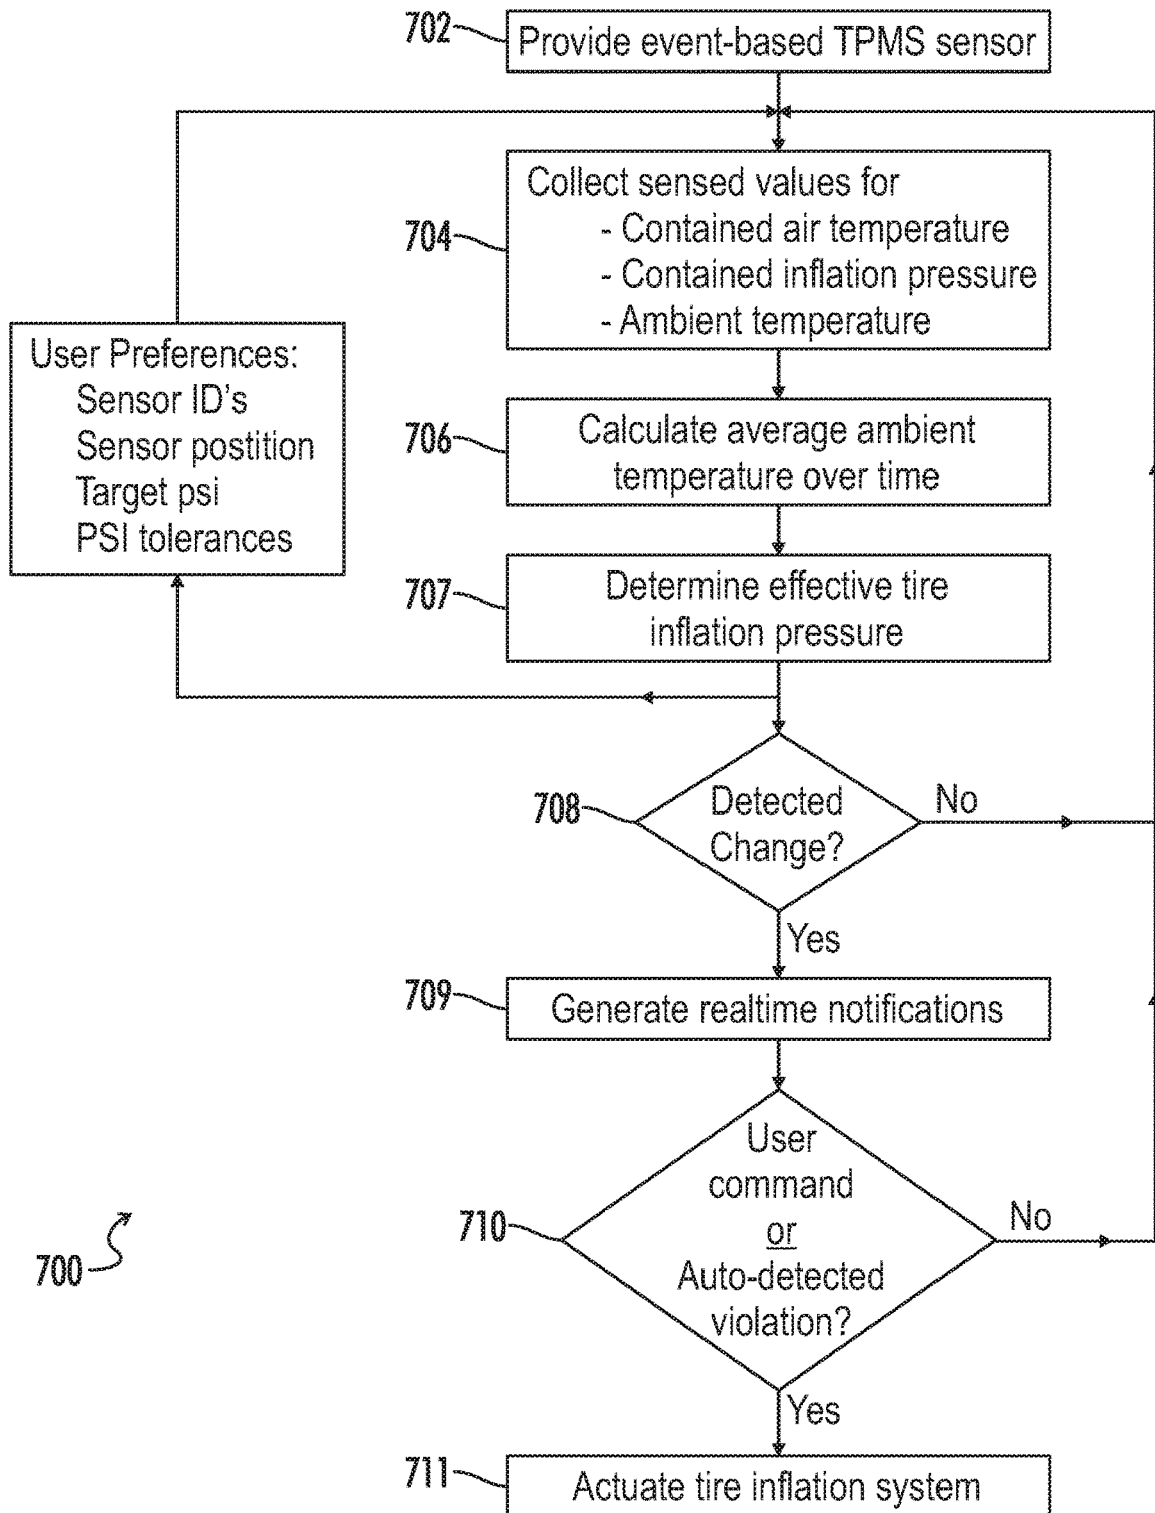 702
Provide event-based TPMS sensor
704
Collect sensed values for
- Contained air temperature
- Contained inflation pressure
- Ambient temperature
User Preferences:
Sensor ID's
Sensor postition
Target psi
PSI tolerances
706
Calculate average ambient
temperature over time
707
Determine effective tire
inflation pressure
708
Detected
Change?
No
Yes
709
Generate realtime notifications
710
User
command
or
Auto-detected
violation?
No
Yes
700
711
Actuate tire inflation system